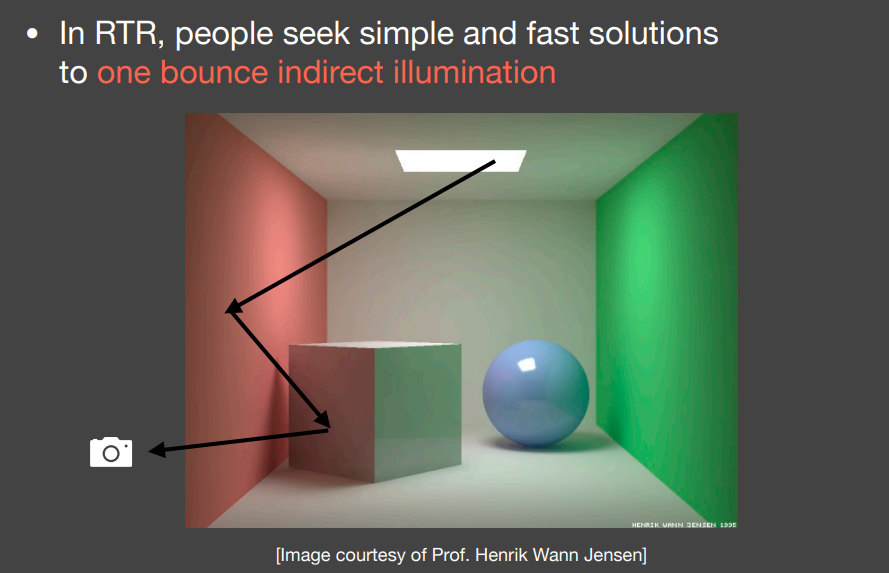 • In RTR, people seek simple and fast solutions
to one bounce indirect illumination
HENRIK WANN JENSEN 1995
[Image courtesy of Prof. Henrik Wann Jensen]